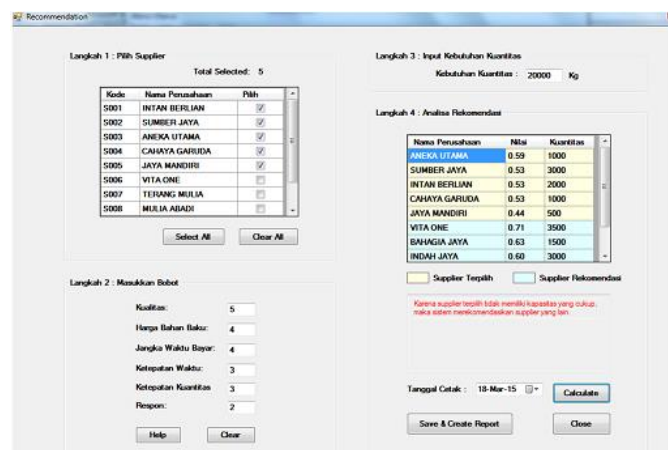 Recommendation
Langkah 1 : Pilih Supplier
Total Selected: 5
Kode Nama Perusahaan Pilih
S001 INTAN BERLIAN
S002 SUMBER JAYA
S003 ANEKA UTAMA
S004 CAHAYA GARUDA
S005 JAYA MANDIRI
S006 VITA ONE
S007 TERANG MULIA
S008 MULIA ABADI
Select All Clear All
Langkah 2 : Masukkan Bobot
Kualitas: 5
Harga Bahan Baku: 4
Jangka Waktu Bayar: 4
Ketepatan Waktu: 3
Ketepatan Kuantitas 3
Respon: 2
Help Clear
Langkah 3 : Input Kebutuhan Kuantitas
Kebutuhan Kuantitas : 20000 Kg
Langkah 4 : Analisa Rekomendasi
Nama Perusahaan Nilai Kuantitas
ANEKA UTAMA 0.59 1000
SUMBER JAYA 0.53 3000
INTAN BERLIAN 0.53 2000
CAHAYA GARUDA 0.53 1000
JAYA MANDIRI 0.44 500
VITA ONE 0.71 3500
BAHAGIA JAYA 0.63 1500
INDAH JAYA 0.60 3000
Supplier Terpilih Supplier Rekomendasi
Karena supplier terpilih tidak memiliki kapasitas yang cukup,
maka sistem merekomendasikan supplier yang lain.
Tanggal Cetak : 18-Mar-15 Calculate
Save & Create Report Close